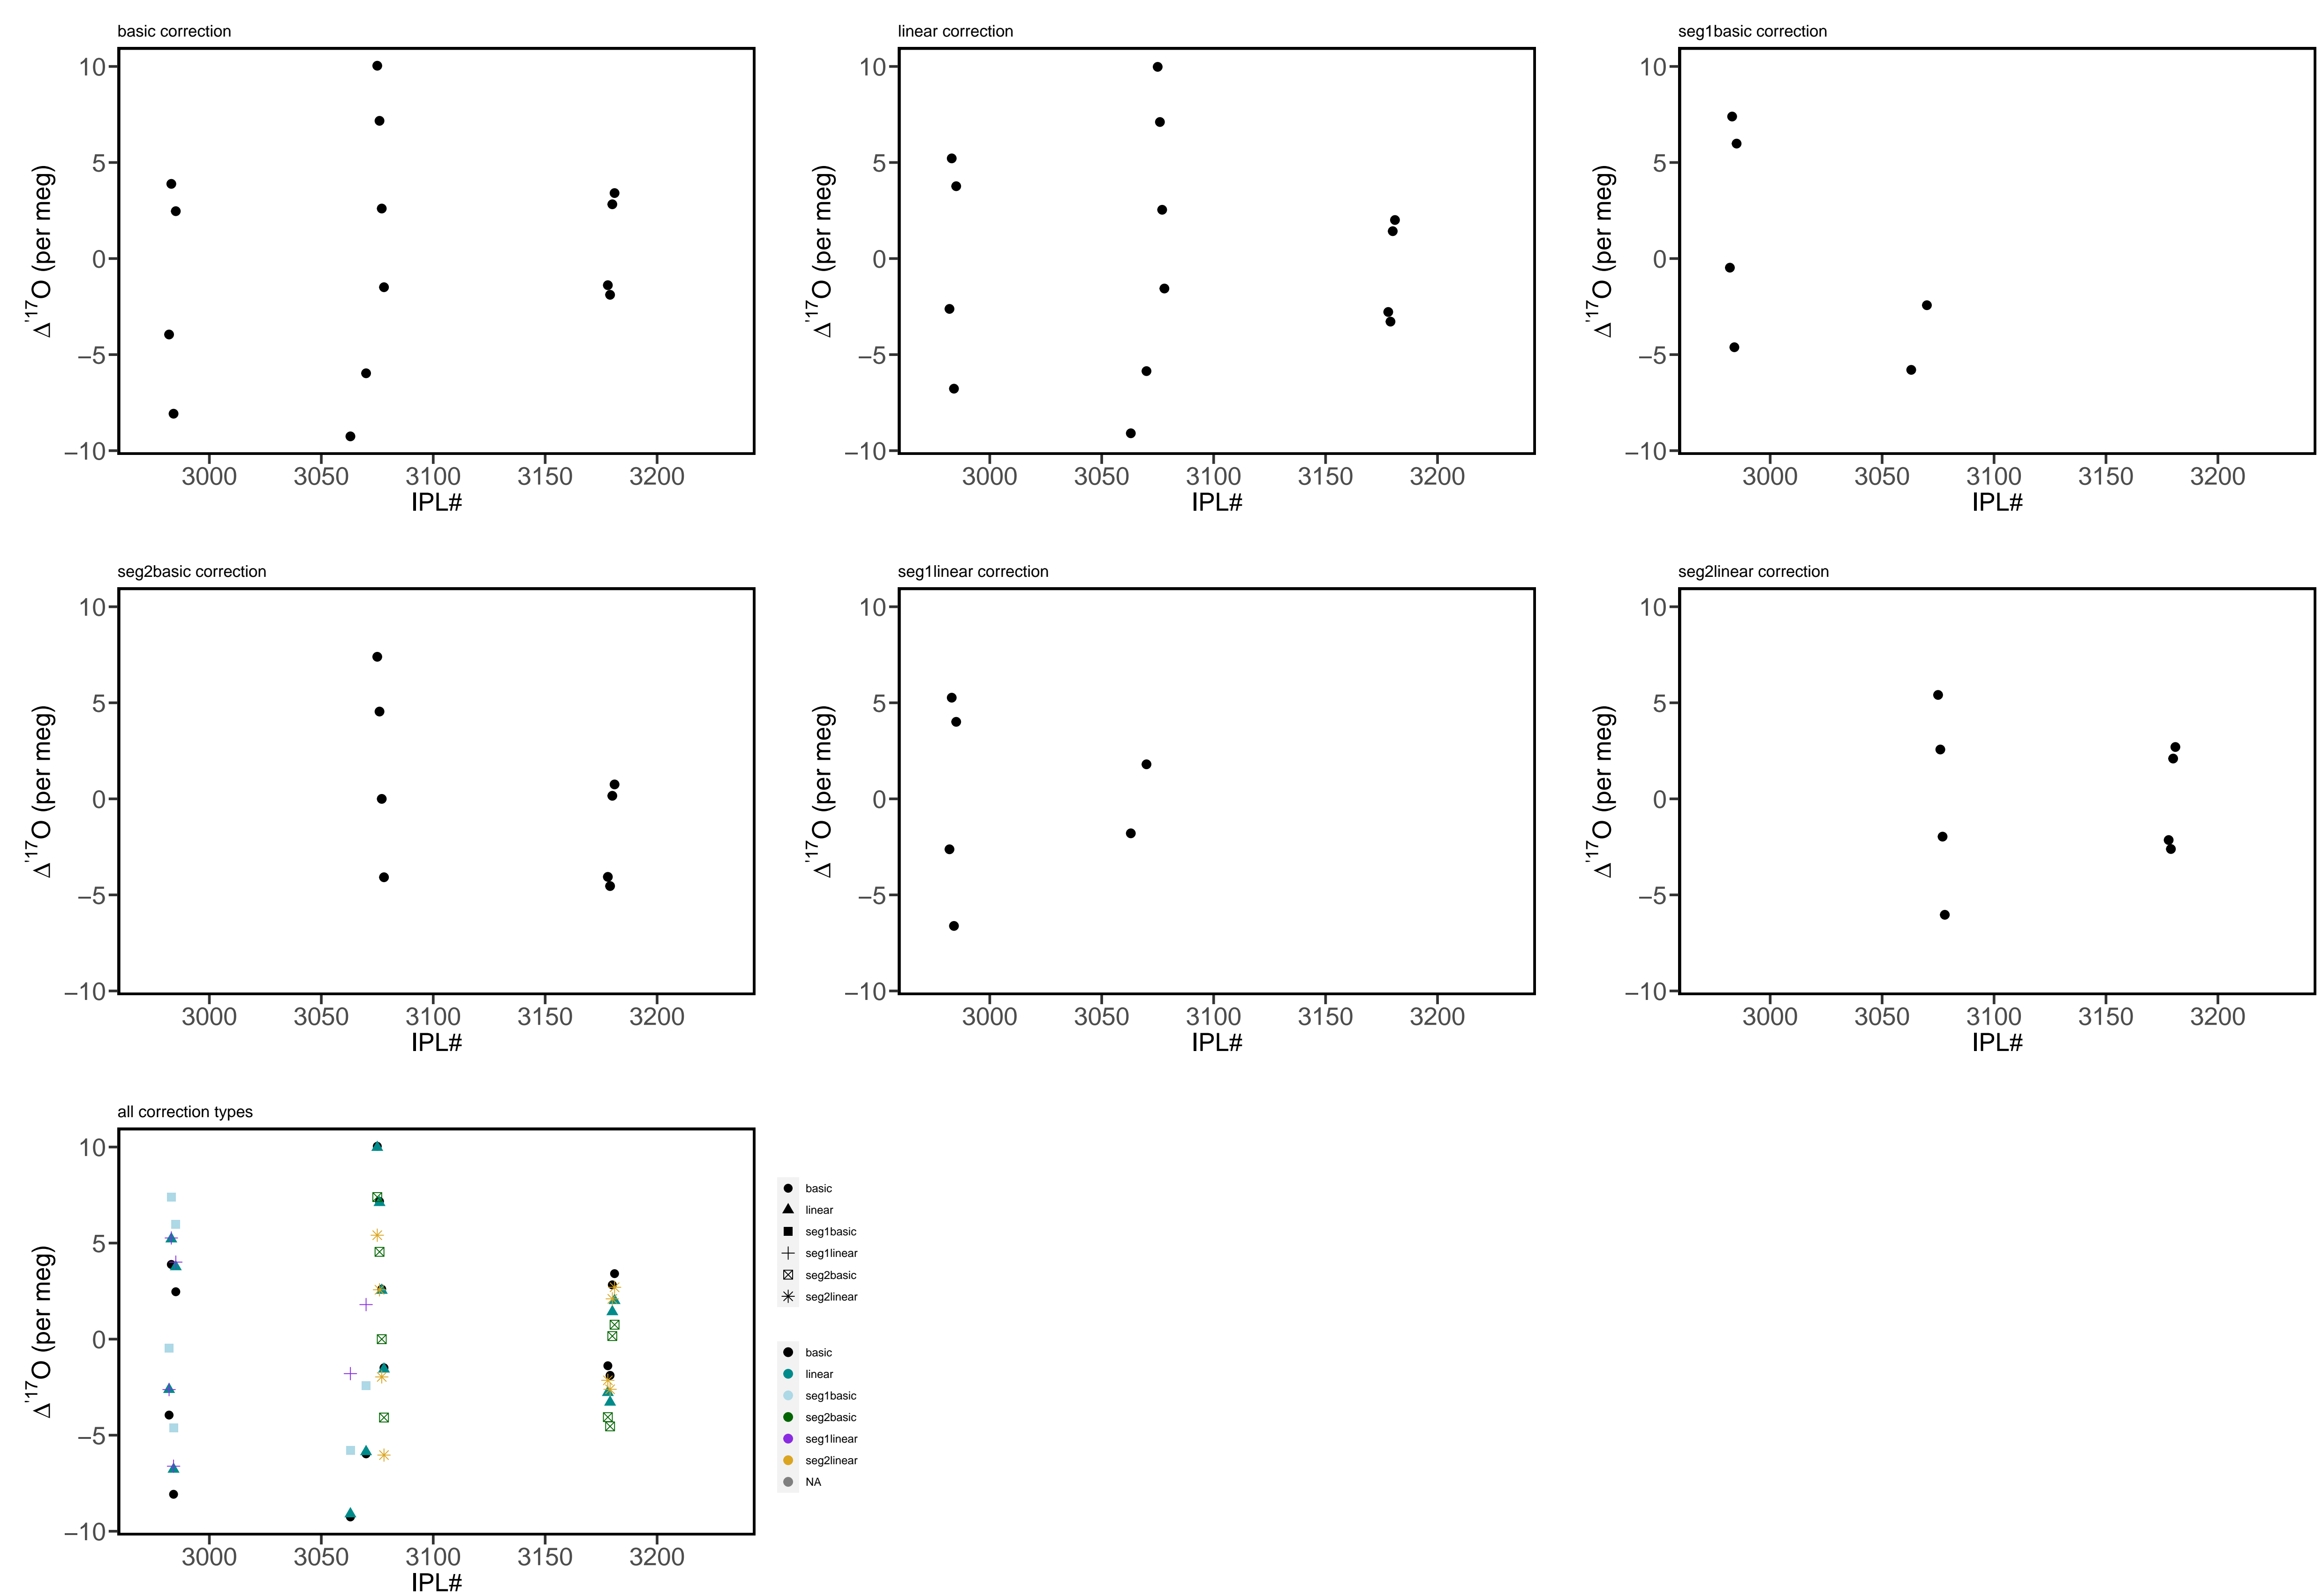 basic correction
linear correction
seg1basic correction
10
5
0
–5
–10
Δ'17O (per meg)
3000 3050 3100 3150 3200
IPL#
10
5
0
–5
–10
Δ'17O (per meg)
3000 3050 3100 3150 3200
IPL#
10
5
0
–5
–10
Δ'17O (per meg)
3000 3050 3100 3150 3200
IPL#
seg2basic correction
seg1linear correction
seg2linear correction
10
5
0
–5
–10
Δ'17O (per meg)
3000 3050 3100 3150 3200
IPL#
10
5
0
–5
–10
Δ'17O (per meg)
3000 3050 3100 3150 3200
IPL#
10
5
0
–5
–10
Δ'17O (per meg)
3000 3050 3100 3150 3200
IPL#
all correction types
10
5
0
–5
–10
Δ'17O (per meg)
3000 3050 3100 3150 3200
IPL#
basic
linear
seg1basic
seg1linear
seg2basic
seg2linear
basic
linear
seg1basic
seg2basic
seg1linear
seg2linear
NA